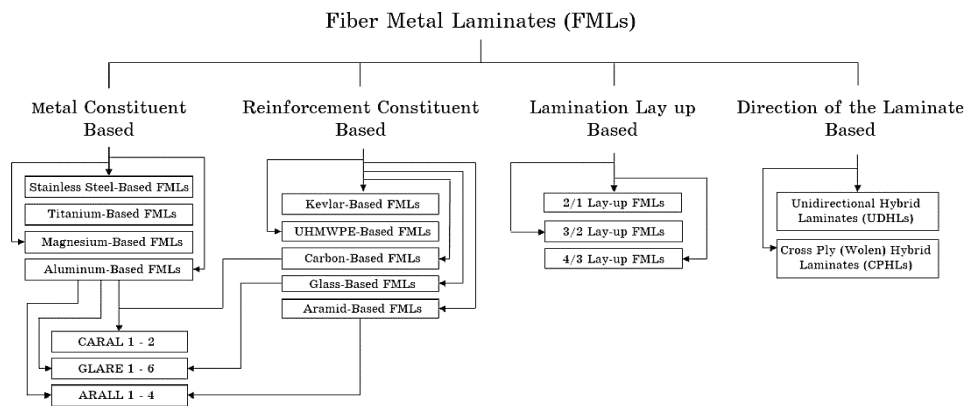 Fiber Metal Laminates (FMLs)
Metal Constituent
Based
Stainless Steel-Based FMLs
Titanium-Based FMLs
Magnesium-Based FMLs
Aluminum-Based FMLs
CARAL 1 - 2
GLARE 1 - 6
ARALL 1 - 4
Reinforcement Constituent
Based
Kevlar-Based FMLs
UHMWPE-Based FMLs
Carbon-Based FMLs
Glass-Based FMLs
Aramid-Based FMLs
Lamination Lay up
Based
2/1 Lay-up FMLs
3/2 Lay-up FMLs
4/3 Lay-up FMLs
Direction of the Laminate
Based
Unidirectional Hybrid
Laminates (UDHLs)
Cross Ply (Wolen) Hybrid
Laminates (CPHLs)